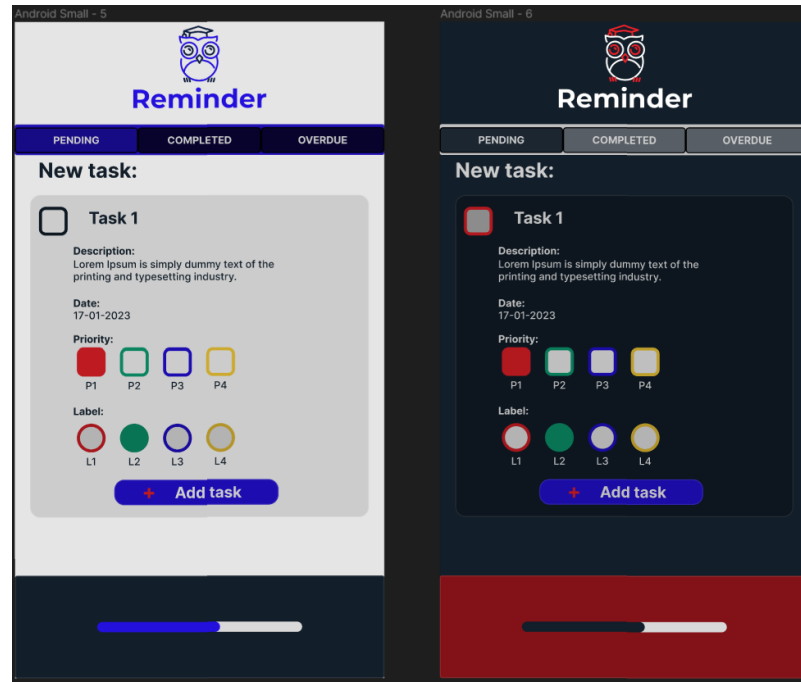 Android Small - 5
Reminder
PENDING COMPLETED OVERDUE
New task:
Task 1
Description:
Lorem Ipsum is simply dummy text of the
printing and typesetting industry.
Date:
17-01-2023
Priority:
P1 P2 P3 P4
Label:
L1 L2 L3 L4
+ Add task
Android Small - 6
Reminder
PENDING COMPLETED OVERDUE
New task:
Task 1
Description:
Lorem Ipsum is simply dummy text of the
printing and typesetting industry.
Date:
17-01-2023
Priority:
P1 P2 P3 P4
Label:
L1 L2 L3 L4
+ Add task